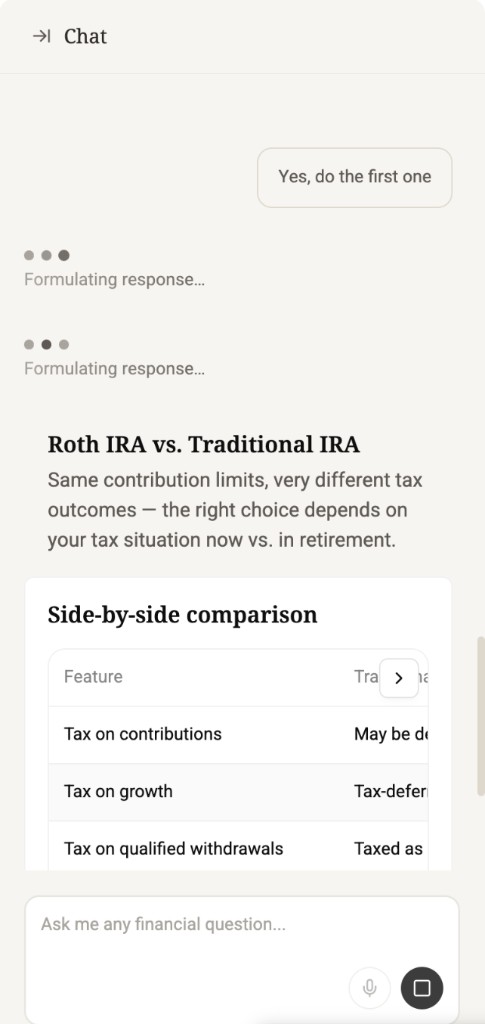 Chat
Yes, do the first one
Formulating response…
Formulating response…
Roth IRA vs. Traditional IRA
Same contribution limits, very different tax
outcomes — the right choice depends on
your tax situation now vs. in retirement.
Side-by-side comparison
Feature
Tax on contributions May be
Tax on growth
Tax on qualified withdrawals Taxed as
Ask me any financial question...